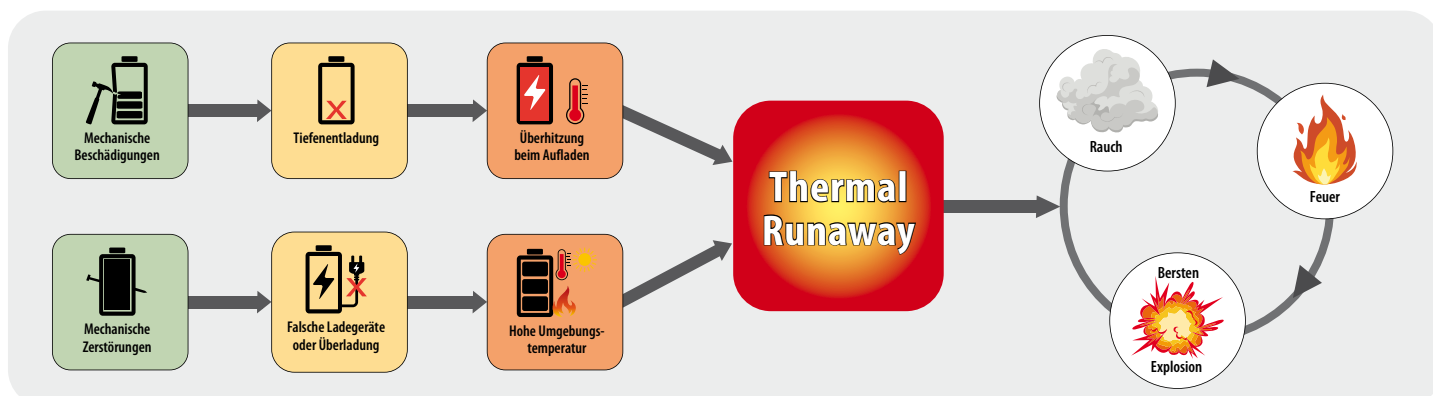 Mechanische
Beschädigungen
Tiefenentladung
Überhitzung
beim Aufladen
Mechanische
Zerstörungen
Falsche Ladegeräte
oder Überladung
Hohe Umgebungs-
temperatur
Thermal
Runaway
Rauch
Feuer
Bersten
Explosion